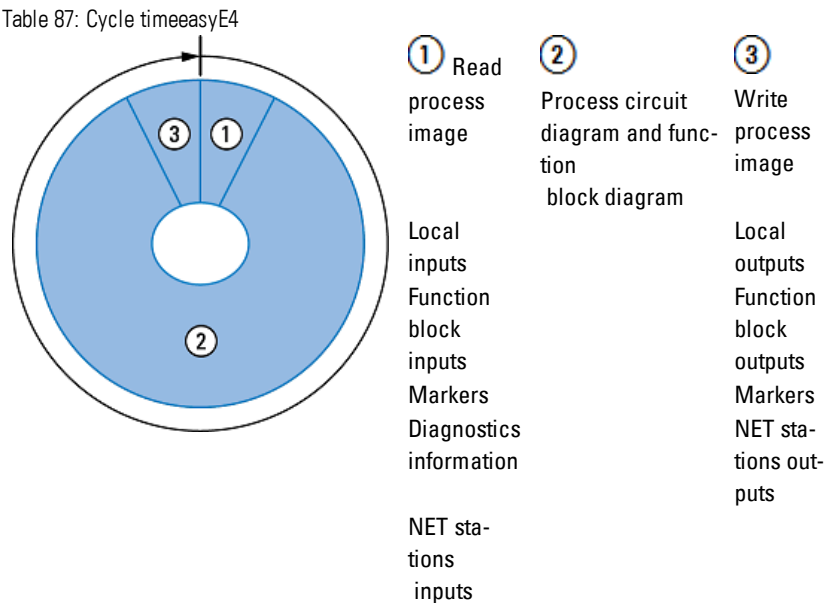 Table 87: Cycle timeeasyE4
3
1
2
1 Read
process
image
Local
inputs
Function
block
inputs
Markers
Diagnostics
information
NET sta-
tions
inputs
2
Process circuit
diagram and func-
tion
block diagram
3
Write
process
image
Local
outputs
Function
block
outputs
Markers
NET sta-
tions out-
puts